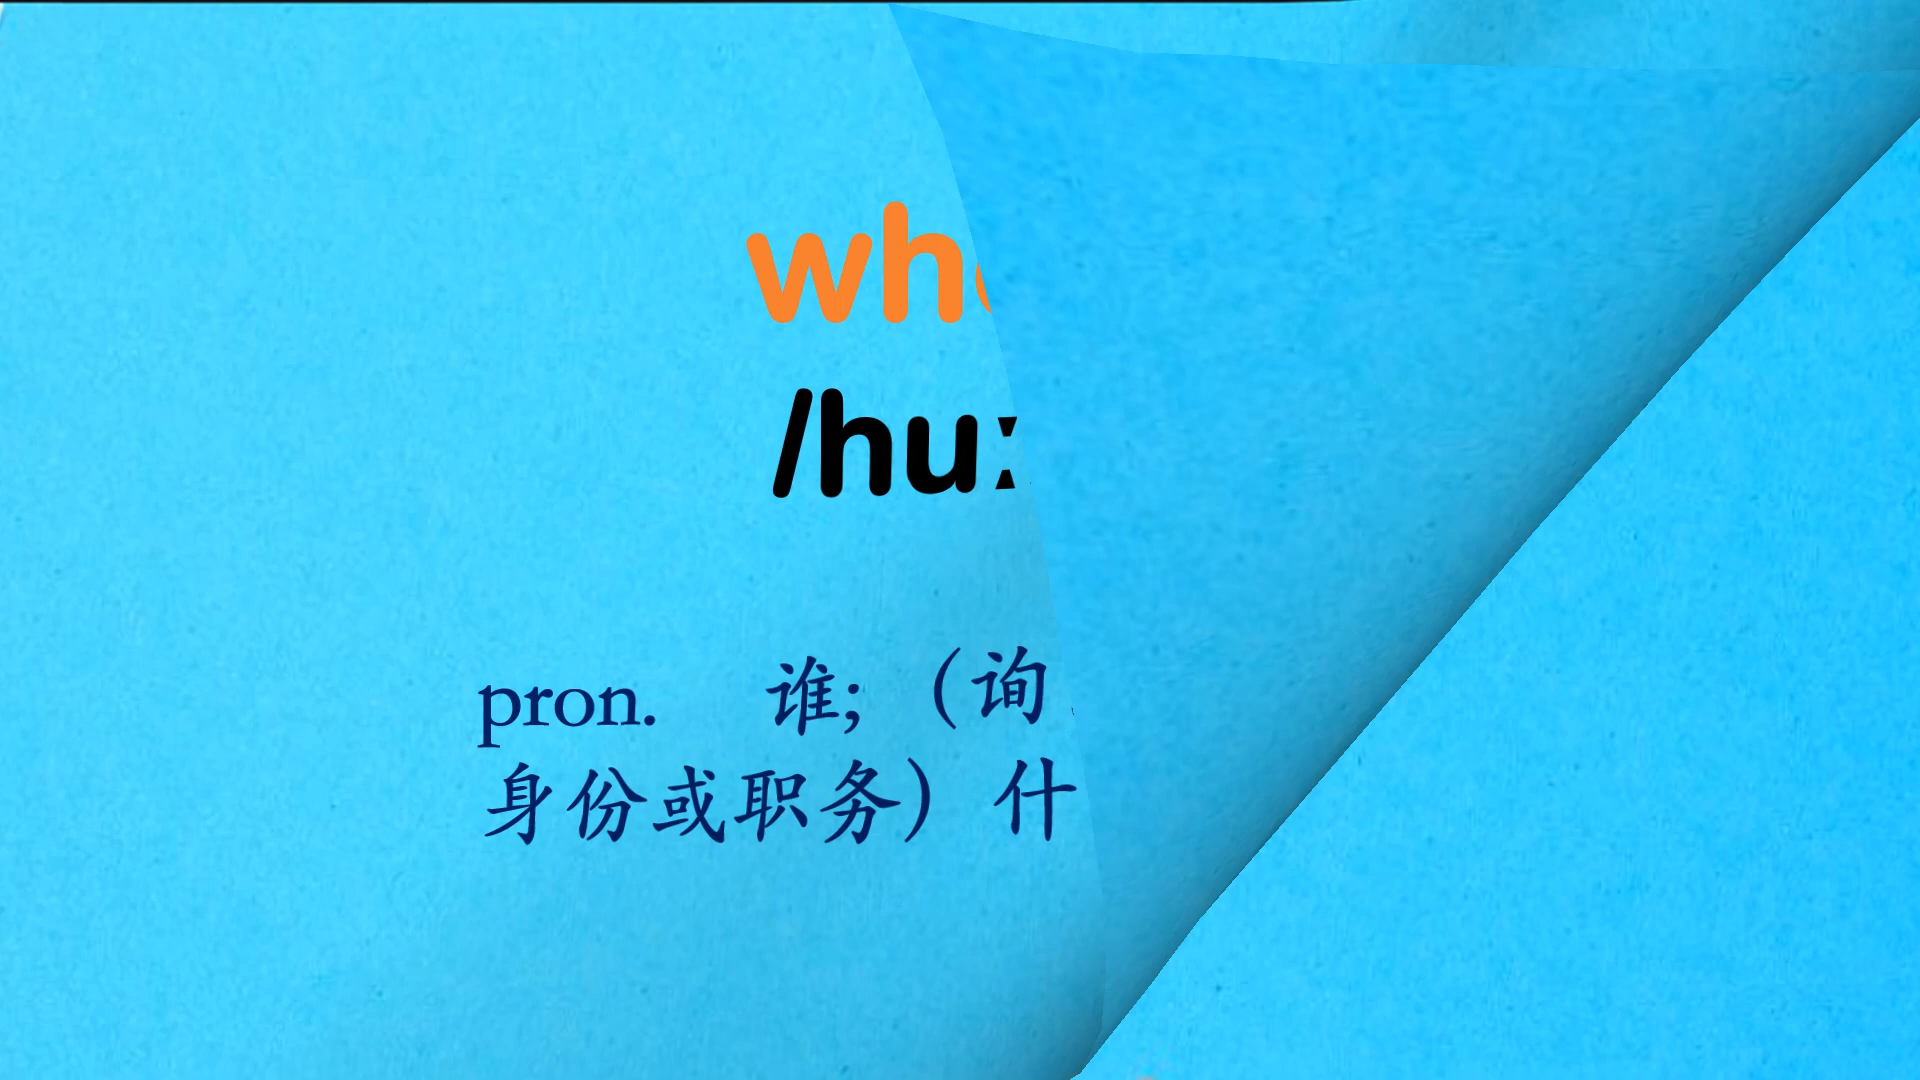 wh
/hu:
pron. 谁; （询
身份或职务） 什